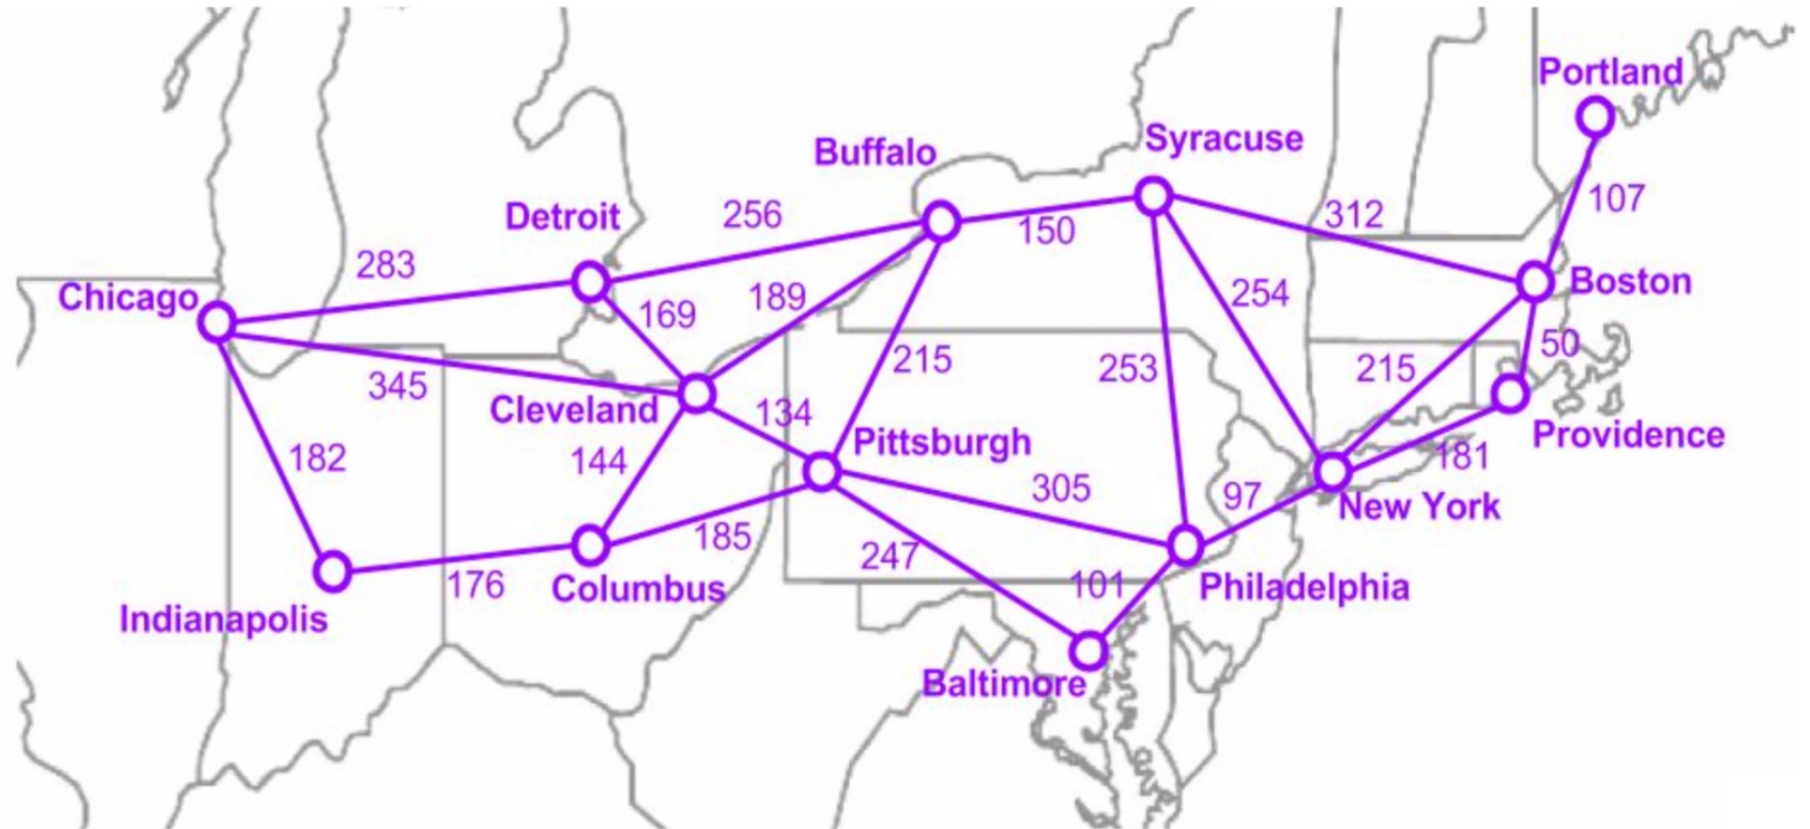 Portland
Syracuse
Buffalo
107
Detroit
256
312
150
283
Boston
Chicago
189
254
169
50
215
253
215
345
Cleveland
134
Pittsburgh
Providence
182
144
181
305
97
New York
185
247
176
Columbus
101
Philadelphia
Indianapolis
Baltimore